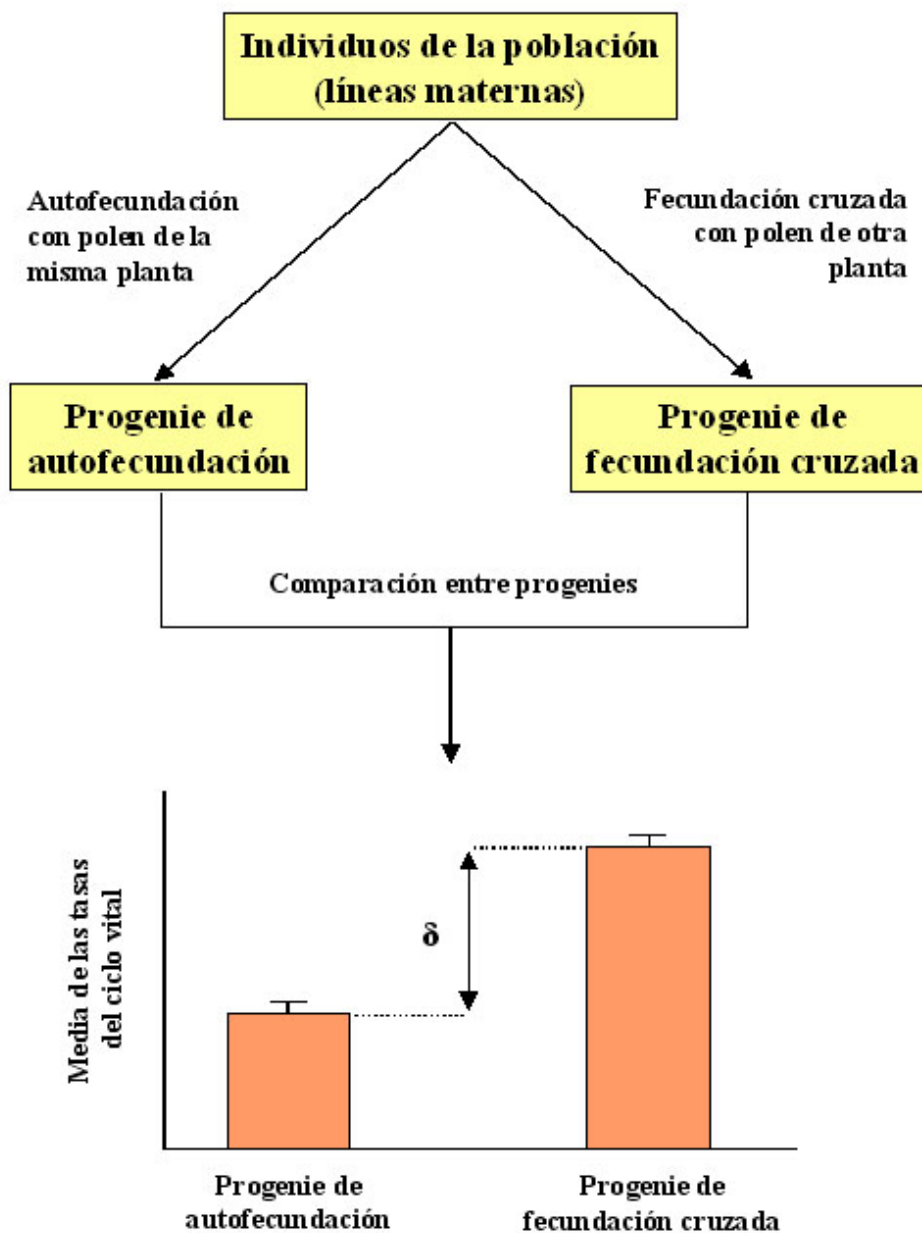 Individuos de la población
(líneas maternas)
Autofecundación
con polen de la
misma planta
Fecundación cruzada
con polen de otra
planta
Progenie de
autofecundación
Progenie de
fecundación cruzada
Comparación entre progenies
Media de las tasas
del ciclo vital
δ
Progenie de
autofecundación
Progenie de
fecundación cruzada